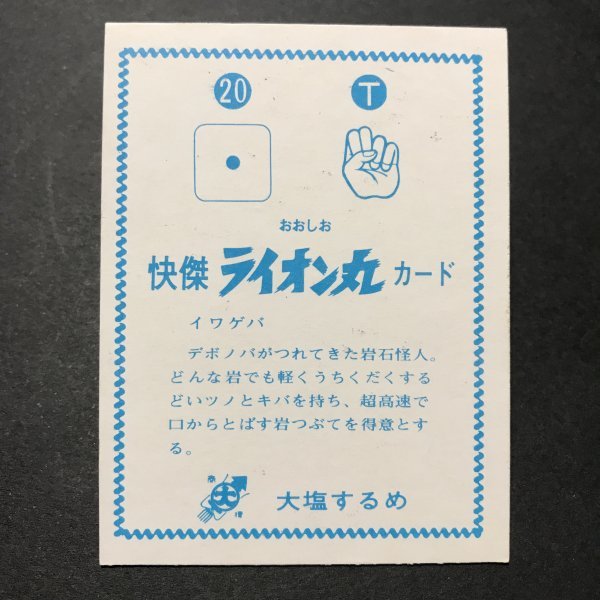 20 T
おおしお
快傑 ライオン丸 カード
イワゲバ
デボノバがつれてきた岩石怪人。
どんな岩でも軽くうちくだくする
どいツノとキバを持ち、超高速で
口からとばす岩つぶてを得意とす
る。
大
大塩するめ